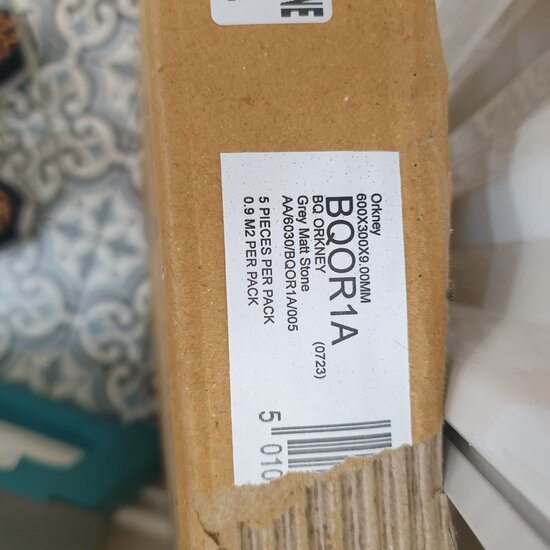 Orkney
600X300X9.00MM
BQOR1A (0723)
BQ ORKNEY
Grey Matt Stone
AA/6030/BQOR1A/005
5 PIECES PER PACK
0.9 M2 PER PACK
5 010